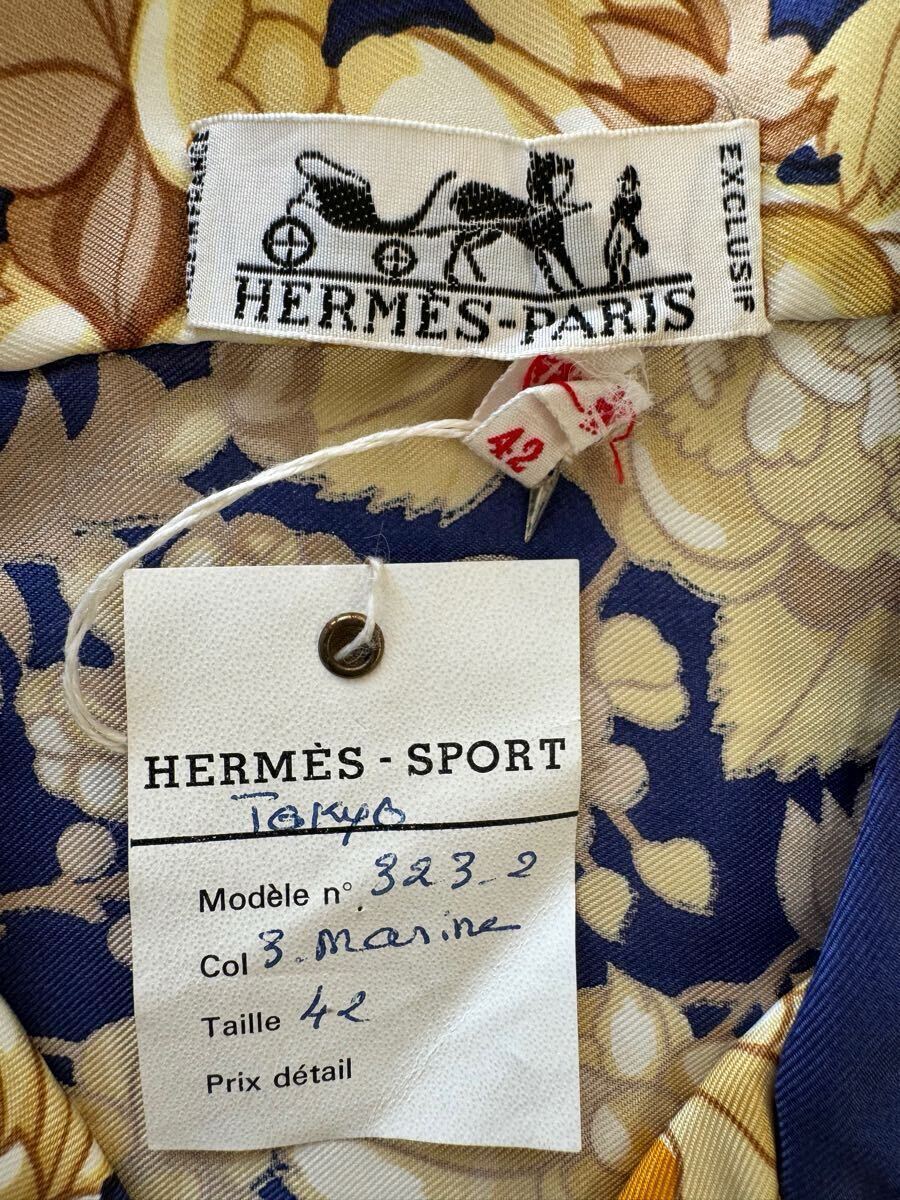 HERMÈS-PARIS
EXCLUSIF
42
HERMÈS - SPORT
Tokyo
Modèle n° 323-2
Col 3. Marine
Taille 42
Prix détail